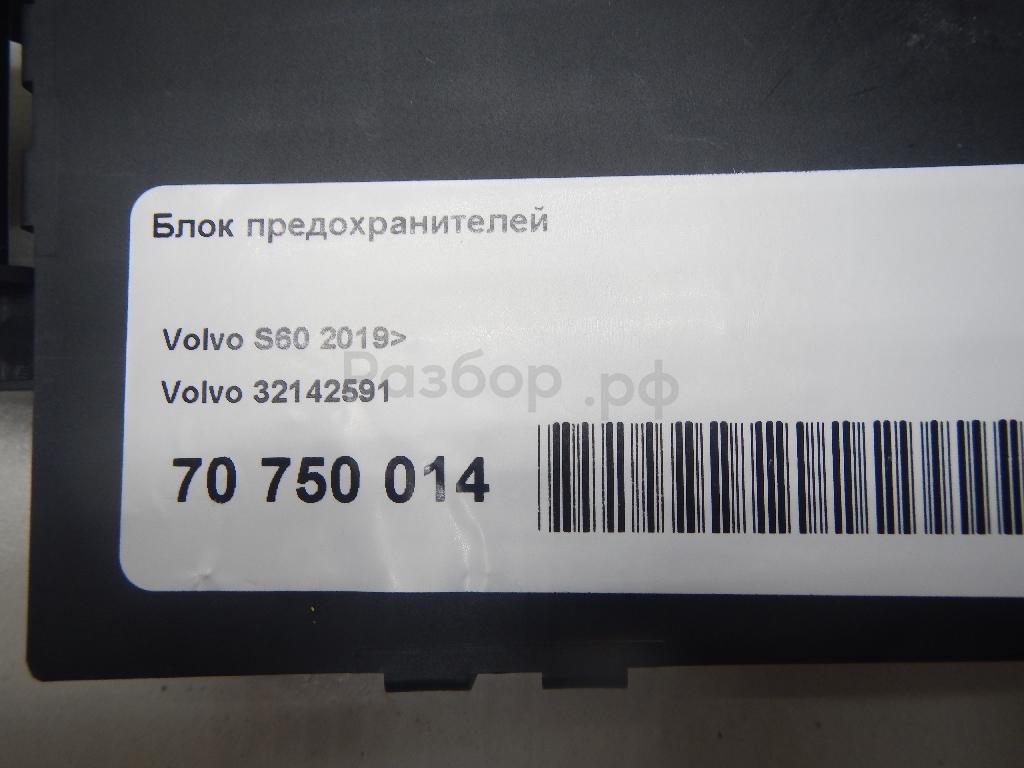 Блок предохранителей
Volvo S60 2019>
Volvo 32142591
Разбор.рф
70 750 014